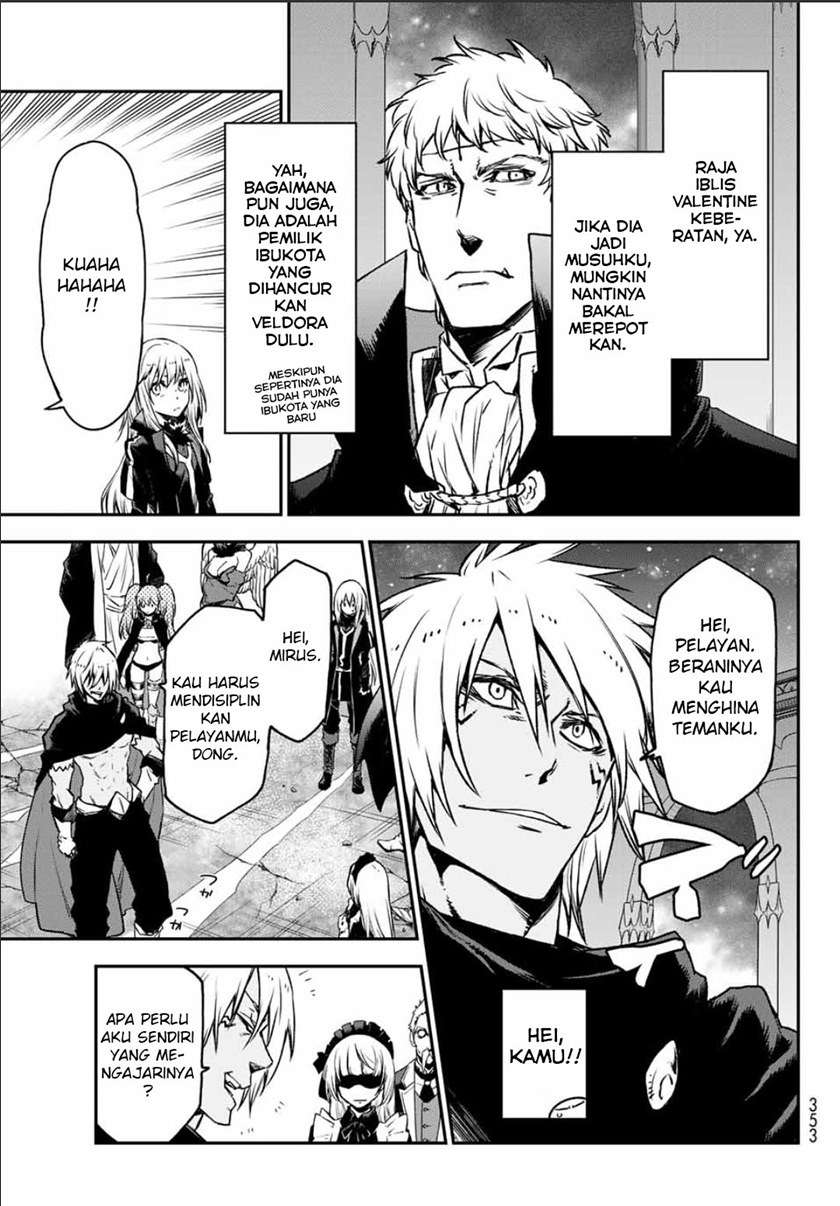 RAJA
IBLIS
VALENTINE
KEBE-
RATAN, YA.
JIKA DIA
JADI
MUSUHKU,
MUNGKIN
NANTINYA
BAKAL
MEREPOT
KAN.
YAH,
BAGAIMANA
PUN JUGA,
DIA ADALAH
PEMILIK
IBUKOTA
YANG
DIHANCUR
KAN
VELDORA
DULU.
MESKIPUN
SEPERTINYA DIA
SUDAH PUNYA
IBUKOTA YANG
BARU
KUAHA
HAHAHA
!!
HEI,
PELAYAN.
BERANINYA
KAU
MENGHINA
TEMANKU.
マァ
HEI,
KAMU!!
HEI,
MIRUS.
KAU HARUS
MENDISIPLIN
KAN
PELAYANMU,
DONG.
APA PERLU
AKU SENDIRI
YANG ME-
NGAJARINYA
?
353